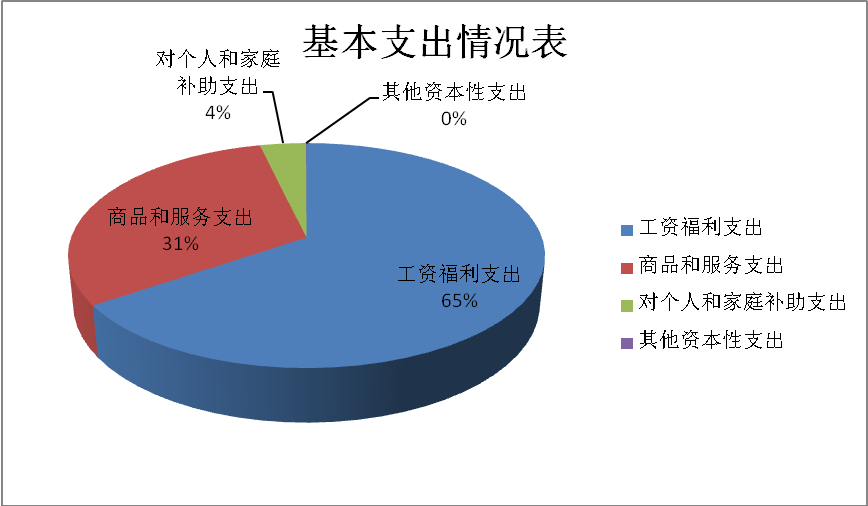 基本支出情况表
对个人和家庭
补助支出
4%
其他资本性支出
0%
商品和服务支出
31%
工资福利支出
65%
工资福利支出
商品和服务支出
对个人和家庭补助支出
其他资本性支出